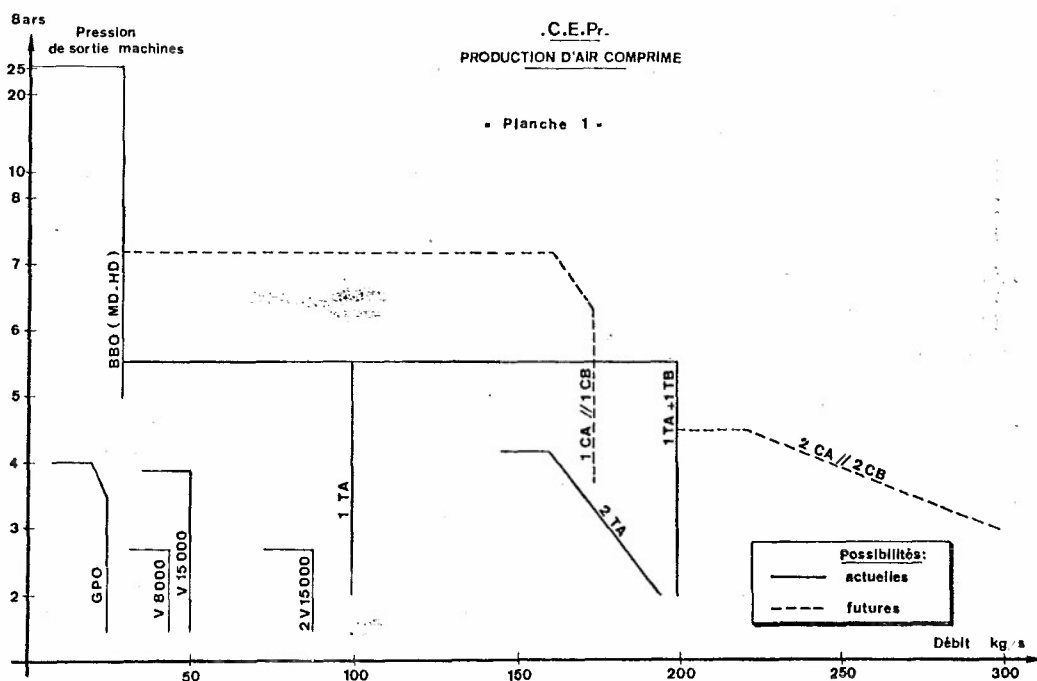 Bars
Pression
de sortie machines
.C.E.Pr.
PRODUCTION D'AIR COMPRIME
- Planche 1 -
25
20
10
8
7
6
5
4
3
2
1
BBO (MD.HD)
GPO
V 8000
V 15000
2 V 15000
1 TA
2 TA
1 CA // 1 CB
1 TA + 1 TB
2 CA // 2 CB
Possibilités:
actuelles
futures
Débit kg/s
50
100
150
200
250
300